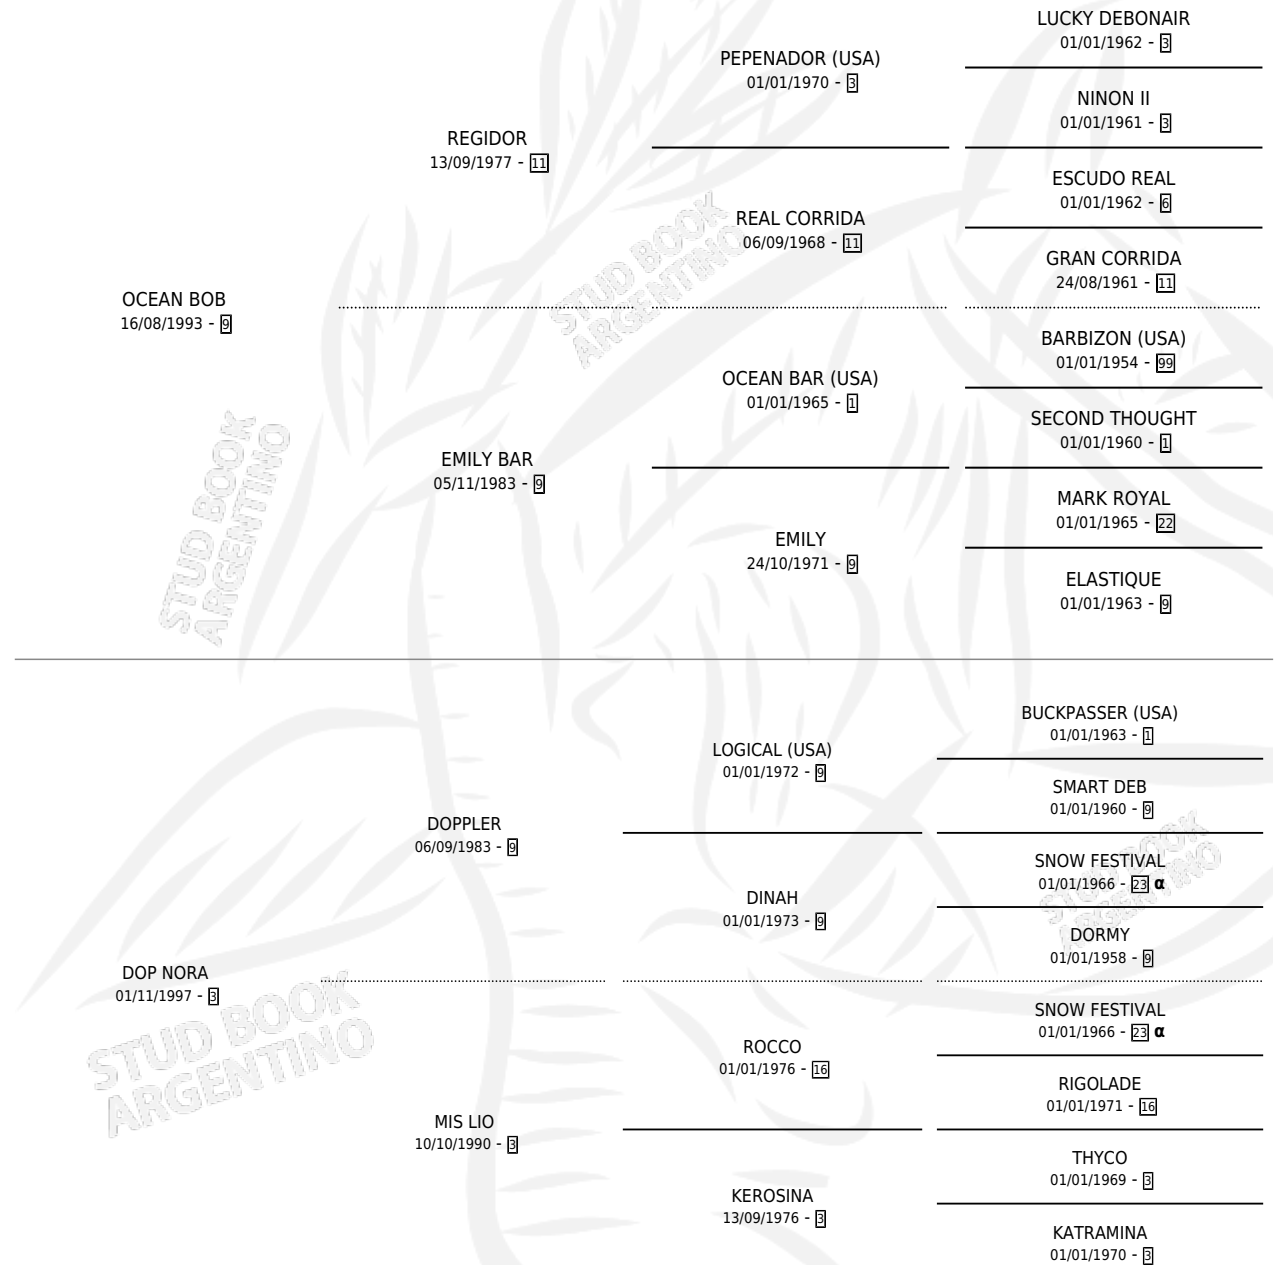 LUCKY DEBONAIR
01/01/1962 - 3
PEPENADOR (USA)
01/01/1970 - 3
NINON II
01/01/1961 - 3
REGIDOR
13/09/1977 - 11
ESCUDO REAL
01/01/1962 - 6
REAL CORRIDA
06/09/1968 - 11
GRAN CORRIDA
24/08/1961 - 11
OCEAN BOB
16/08/1993 - 9
BARBIZON (USA)
01/01/1954 - 99
OCEAN BAR (USA)
01/01/1965 - 1
SECOND THOUGHT
01/01/1960 - 1
EMILY BAR
05/11/1983 - 9
MARK ROYAL
01/01/1965 - 22
EMILY
24/10/1971 - 9
ELASTIQUE
01/01/1963 - 9
BUCKPASSER (USA)
01/01/1963 - 1
LOGICAL (USA)
01/01/1972 - 9
SMART DEB
01/01/1960 - 9
DOPPLER
06/09/1983 - 9
SNOW FESTIVAL
01/01/1966 - 23 α
DINAH
01/01/1973 - 9
DORMY
01/01/1958 - 9
DOP NORA
01/11/1997 - 3
SNOW FESTIVAL
01/01/1966 - 23 α
ROCCO
01/01/1976 - 16
RIGOLADE
01/01/1971 - 16
MIS LIO
10/10/1990 - 3
THYCO
01/01/1969 - 3
KEROSINA
13/09/1976 - 3
KATRAMINA
01/01/1970 - 3
STUD BOOK
ARGENTINO
STUD BOOK
ARGENTINO
STUD BOOK
ARGENTINO
STUD BOOK
ARGENTINO